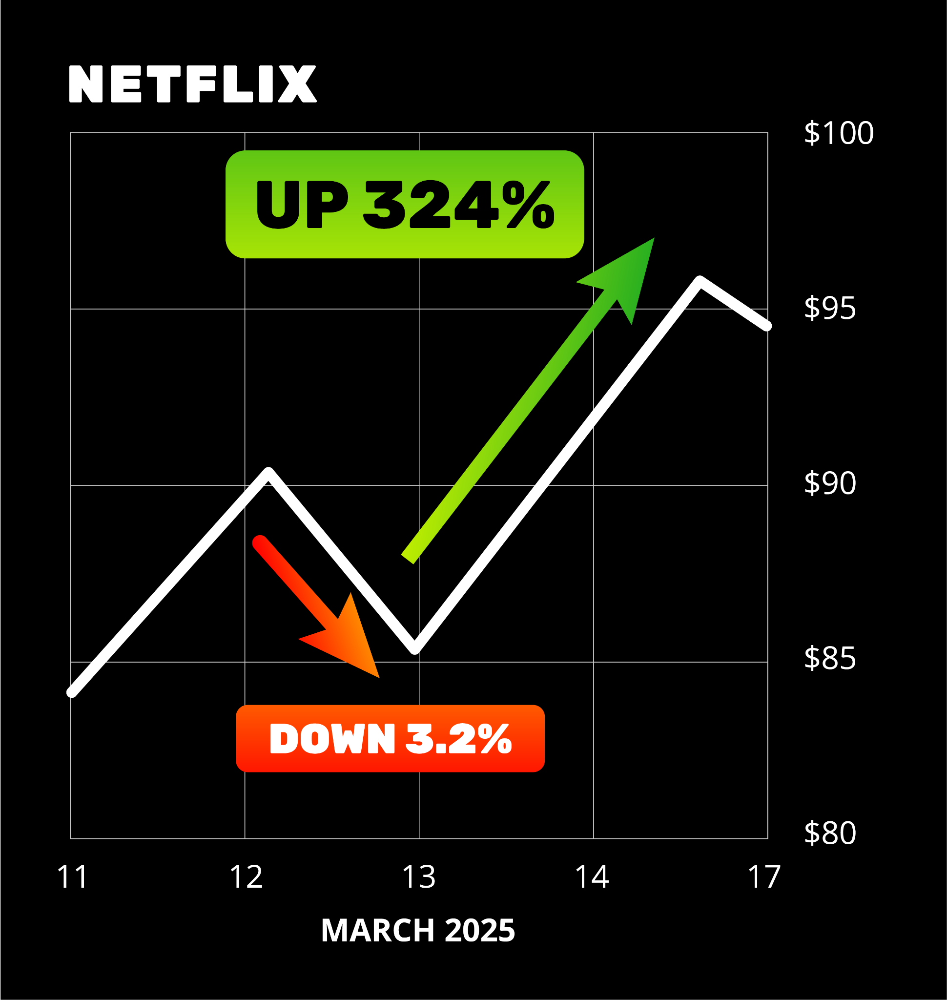 NETFLIX
$100
UP 324%
$95
$90
$85
DOWN 3.2%
$80
11 12 13 14 17
MARCH 2025